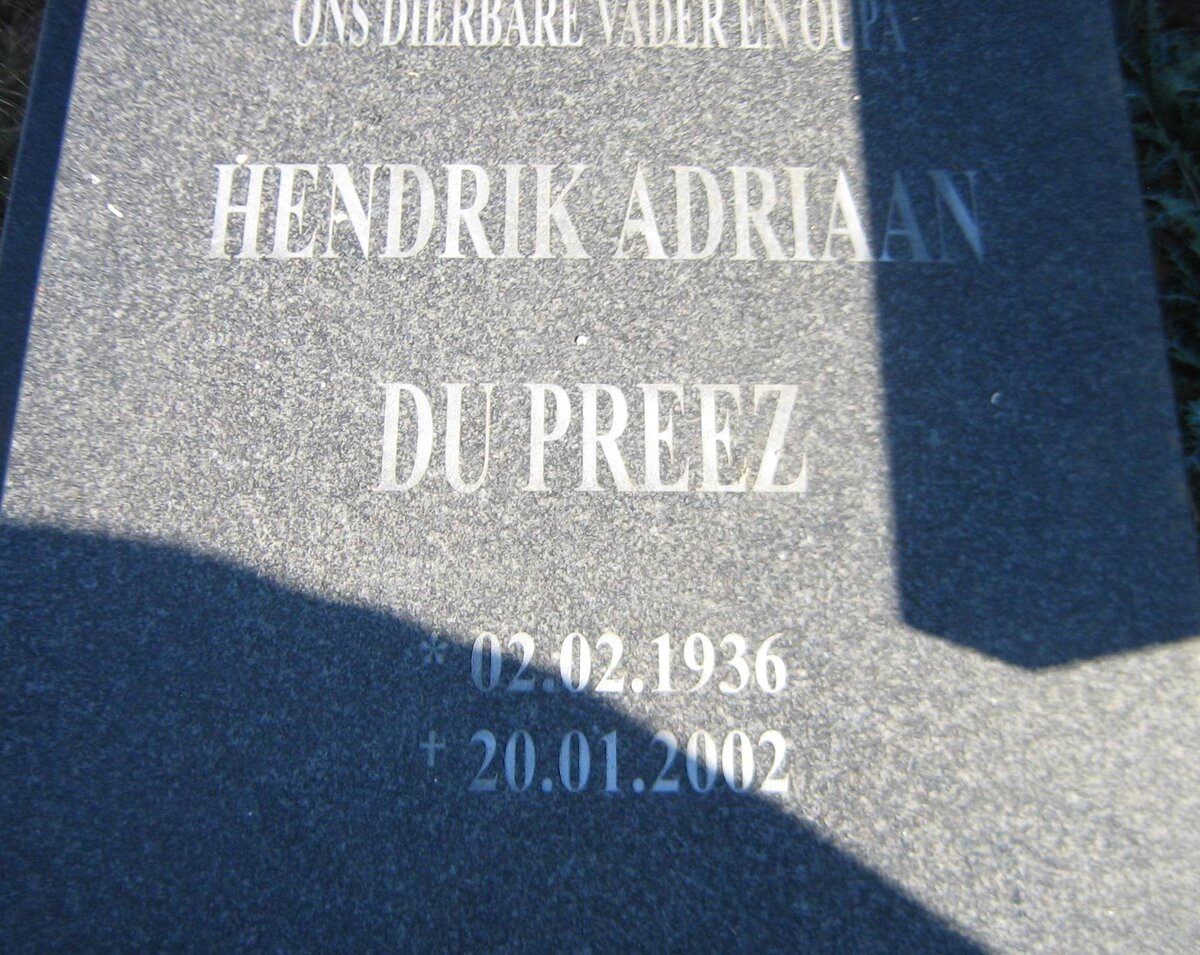 ONS DIERBARE VADER EN OUPA
HENDRIK ADRIAAN
DU PREEZ
* 02.02.1936
† 20.01.2002